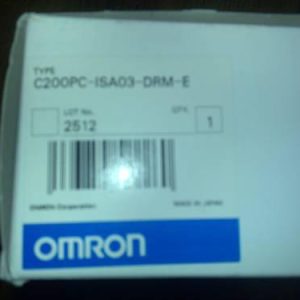 TYPE
C200PC-ISA03-DRM-E
LOT No. QTY.
2512 1
OMRON Corporation MADE IN JAPAN
OMRON